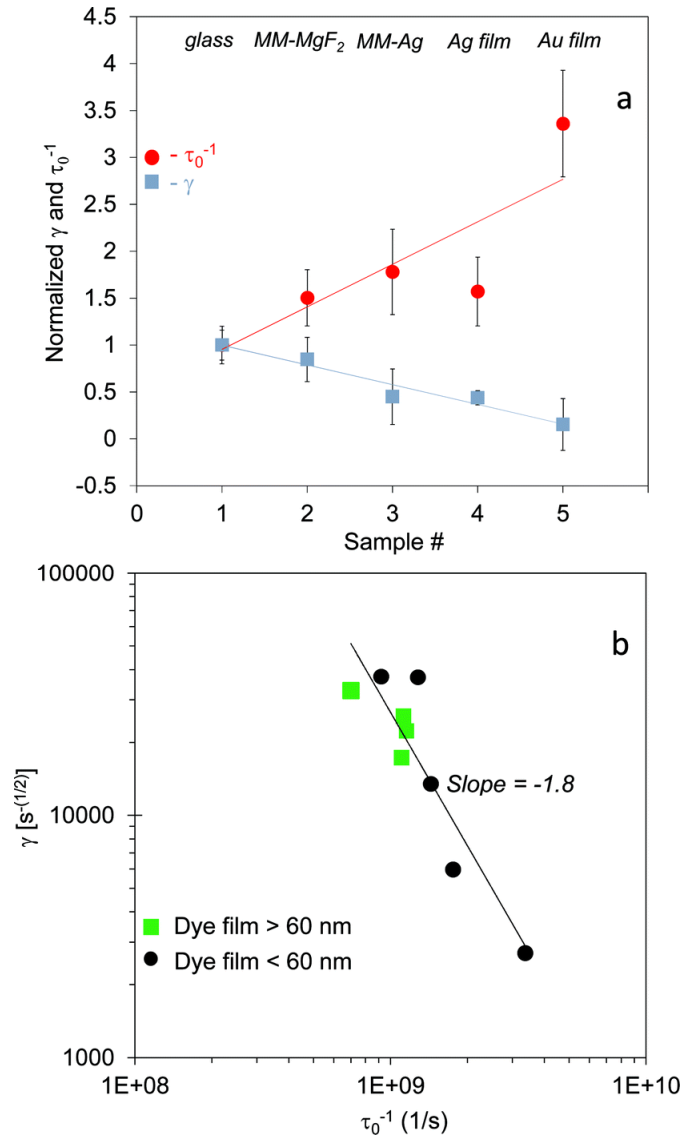 4.5
glass MM-MgF₂ MM-Ag Ag film Au film
4
a
3.5
3
- τ₀⁻¹
- γ
2.5
2
1.5
1
0.5
0
-0.5
Normalized γ and τ₀⁻¹
0 1 2 3 4 5
Sample #
100000
b
Slope = -1.8
10000
γ [s⁻⁽¹/²⁾]
Dye film > 60 nm
Dye film < 60 nm
1000
1E+08 1E+09 1E+10
τ₀⁻¹ (1/s)